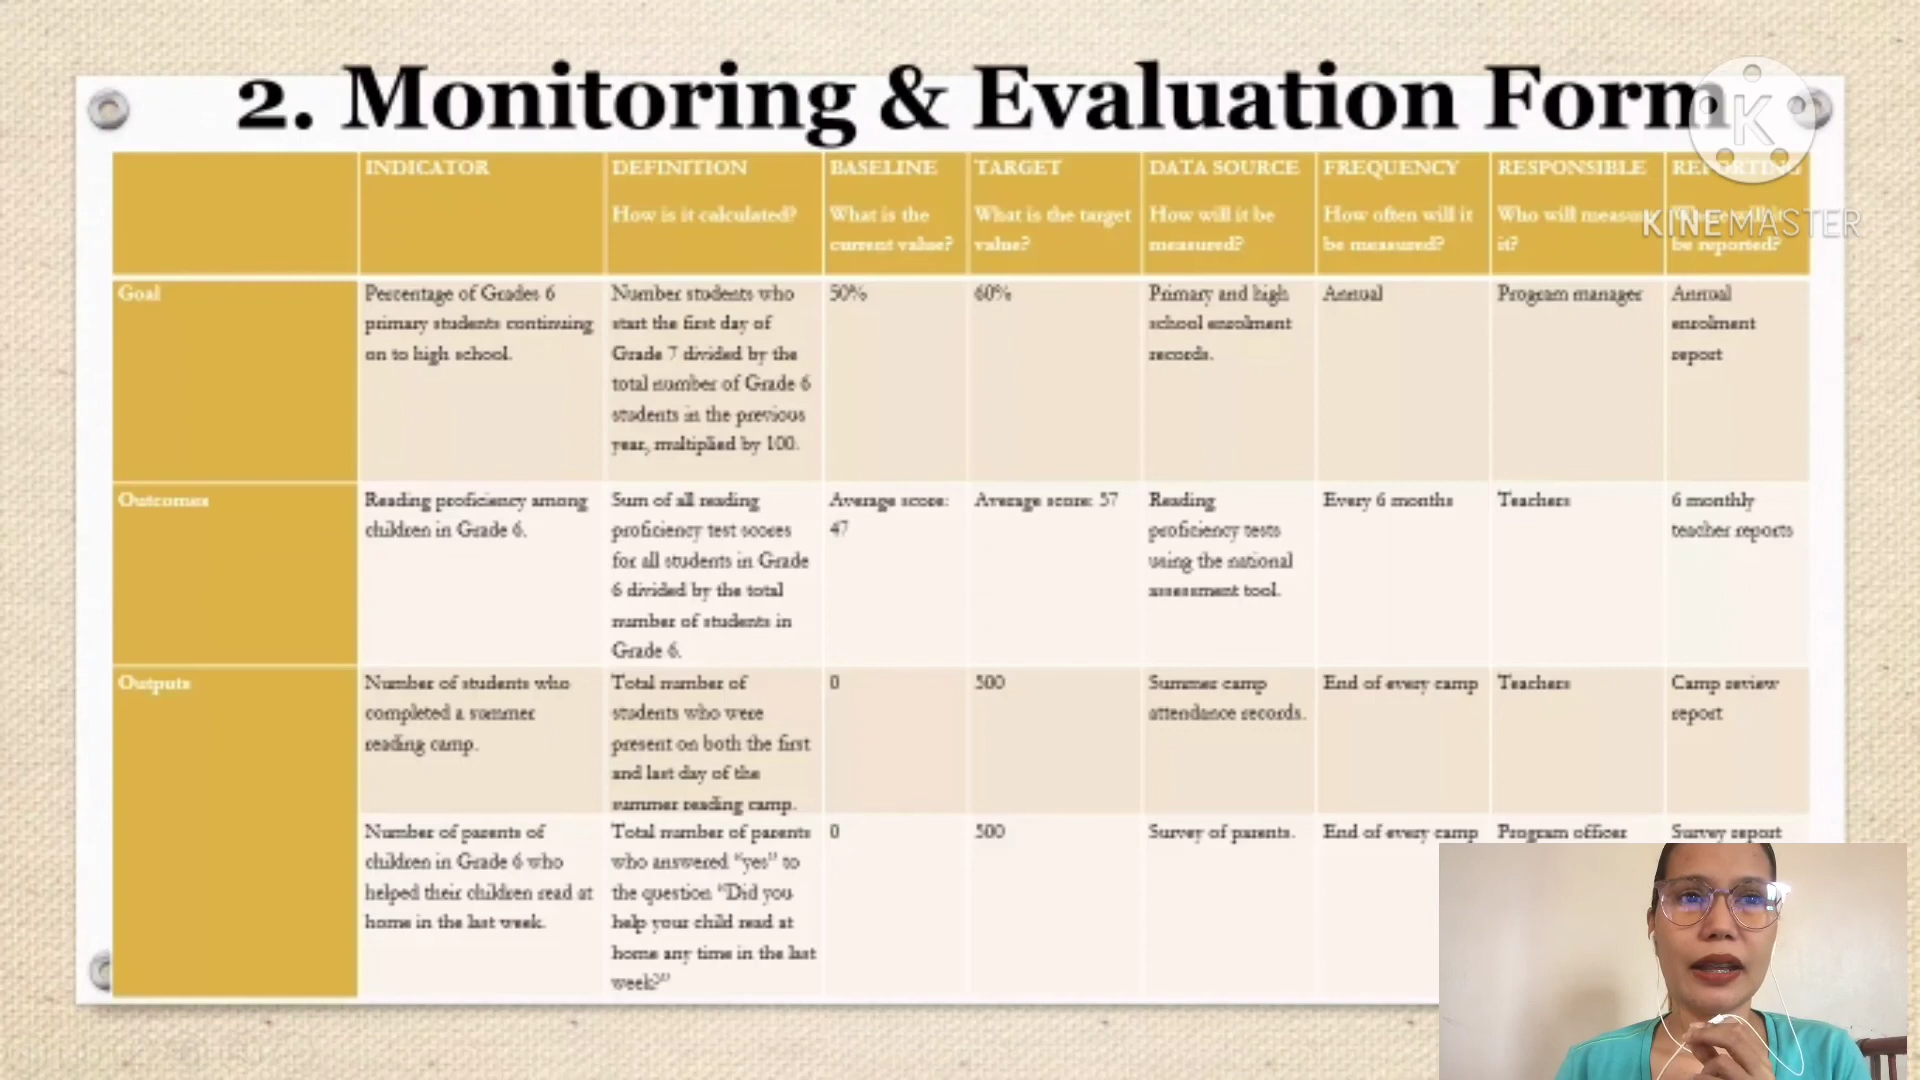 2. Monitoring & Evaluation Form
KINEMASTER
INDICATOR
DEFINITION
How is it calculated?
BASELINE
What is the
current value?
TARGET
What is the target
value?
DATA SOURCE
How will it be
measured?
FREQUENCY
How often will it
be measured?
RESPONSIBLE
Who will measure
it?
REPORTING
be reported?
Goal
Percentage of Grades 6
primary students continuing
on to high school.
Number students who
start the first day of
Grade 7 divided by the
total number of Grade 6
students in the previous
year, multiplied by 100.
50%
60%
Primary and high
school enrolment
records.
Annual
Program manager
Annual
enrolment
report
Outcomes
Reading proficiency among
children in Grade 6.
Sum of all reading
proficiency test scores
for all students in Grade
6 divided by the total
number of students in
Grade 6.
Average score:
47
Average score: 57
Reading
proficiency tests
using the national
assessment tool.
Every 6 months
Teachers
6 monthly
teacher reports
Outputs
Number of students who
completed a summer
reading camp.
Total number of
students who were
present on both the first
and last day of the
summer reading camp.
0
500
Summer camp
attendance records.
End of every camp
Teachers
Camp review
report
Number of parents of
children in Grade 6 who
helped their children read at
home in the last week.
Total number of parents
who answered "yes" to
the question "Did you
help your child read at
home any time in the last
week?"
0
500
Survey of parents.
End of every camp
Program officer
Survey report